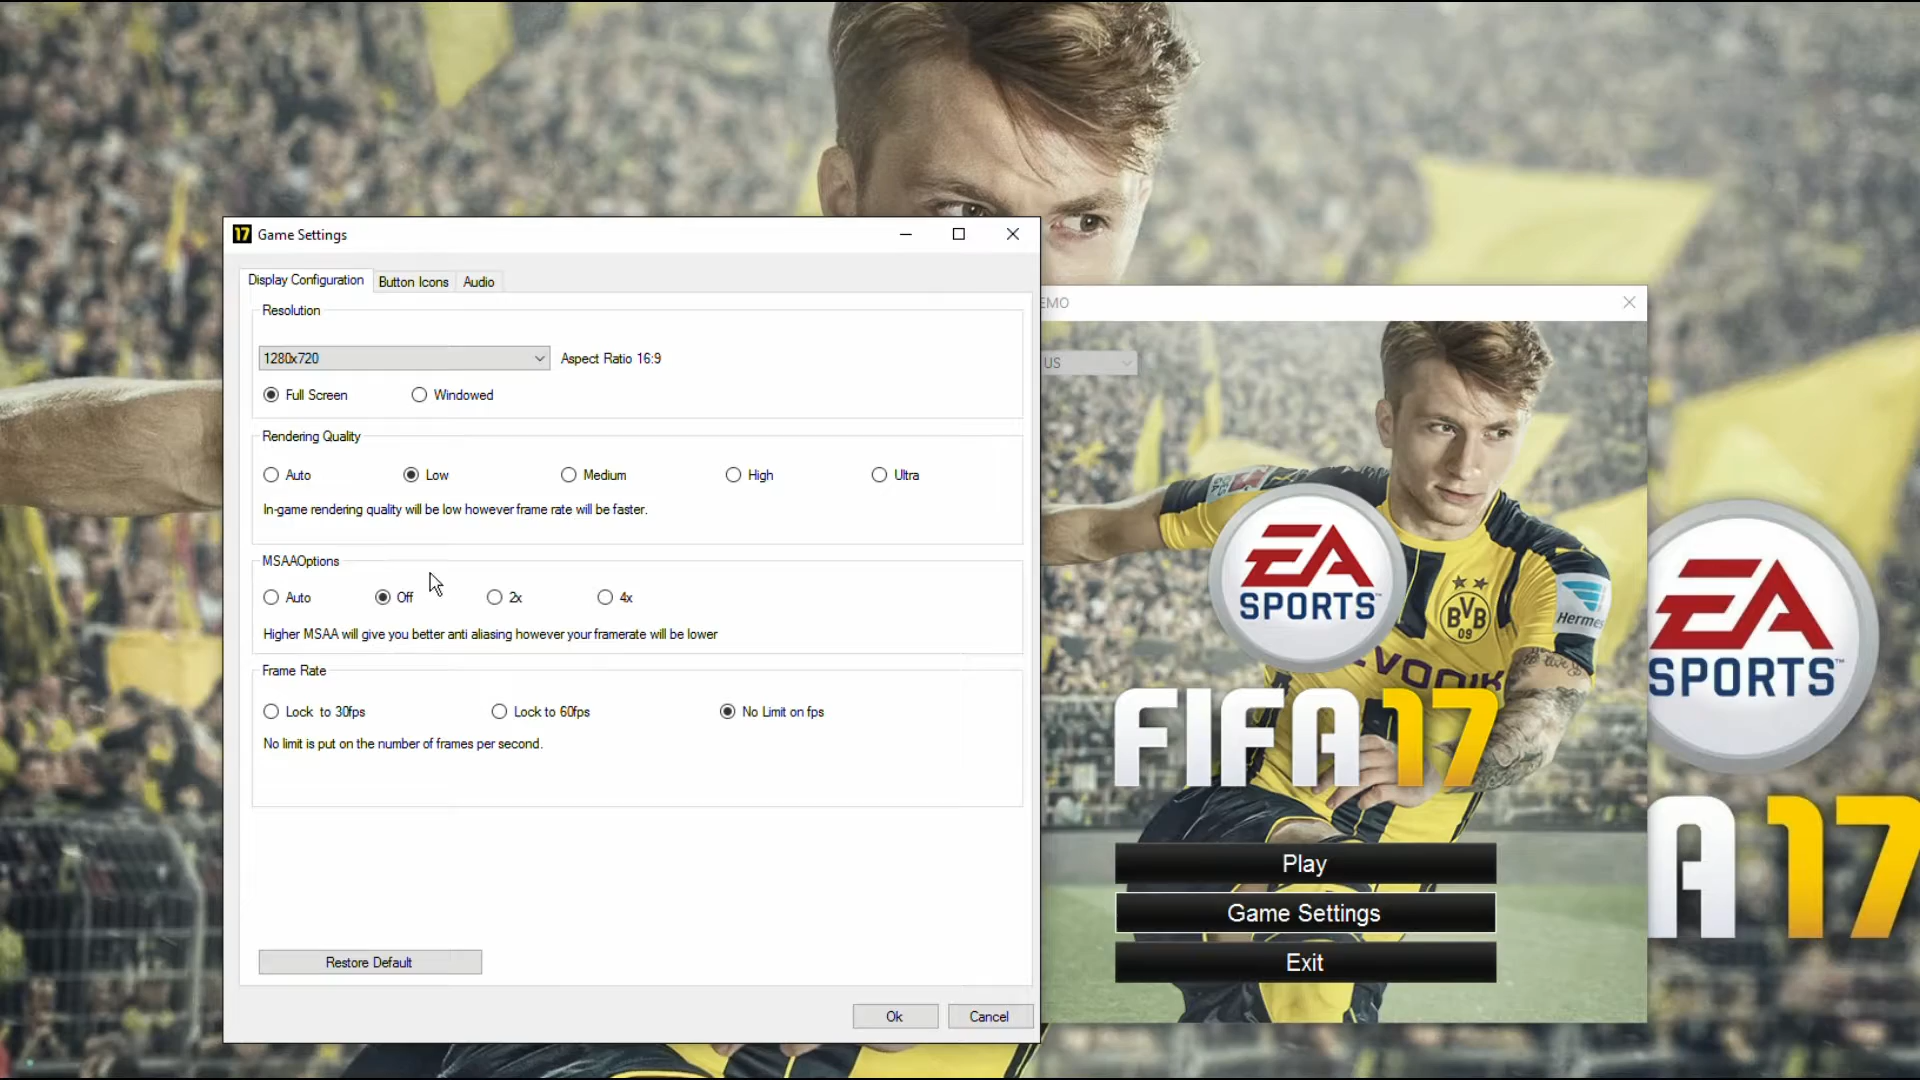 17 Game Settings
Display Configuration Button Icons Audio
Resolution
1280x720 Aspect Ratio 16:9
Full Screen Windowed
Rendering Quality
Auto Low Medium High Ultra
In-game rendering quality will be low however frame rate will be faster.
MSAAOptions
Auto Off 2x 4x
Higher MSAA will give you better anti aliasing however your framerate will be lower
Frame Rate
Lock to 30fps Lock to 60fps No Limit on fps
No limit is put on the number of frames per second.
Restore Default
Ok Cancel
EMO
US
EA
SPORTS™
BVB
09
Hermes
EVONIK
FIFA 17
Play
Game Settings
Exit
EA
SPORTS™
A 17